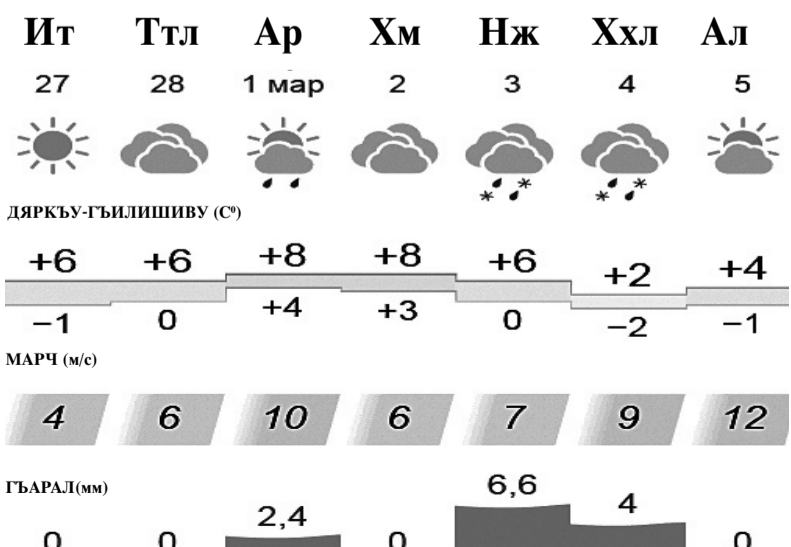 Ит Ттл Ар Хм Нж Ххл Ал
27 28 1 мар 2 3 4 5
ДЯРКЪУ-ГЪИЛИШИВУ (С⁰)
+6 +6 +8 +8 +6 +2 +4
−1 0 +4 +3 0 −2 −1
МАРЧ (м/с)
4 6 10 6 7 9 12
ГЪАРАЛ(мм)
0 0 2,4 0 6,6 4 0